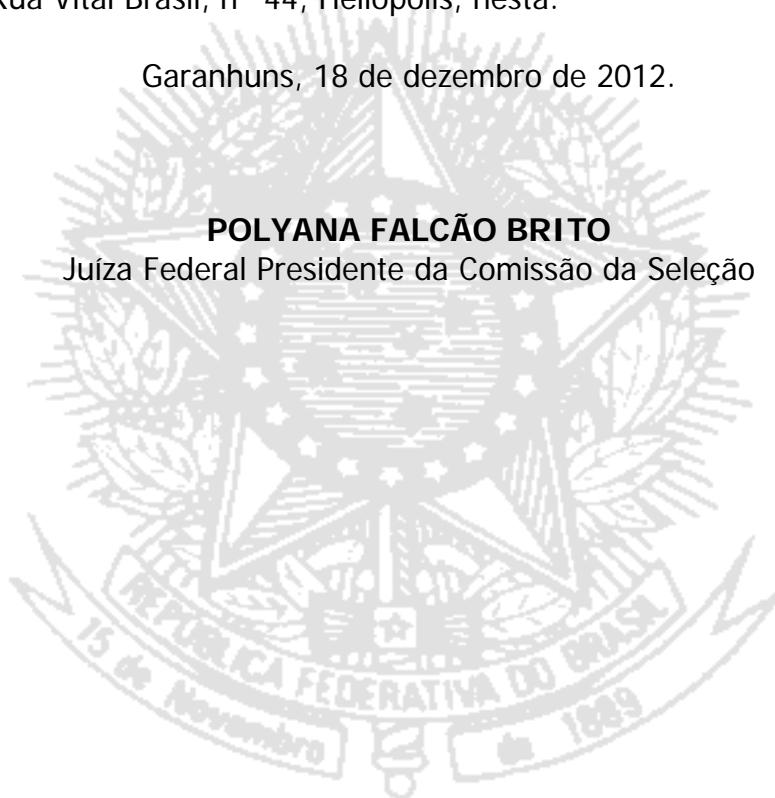 Rua Vital Brasil, nº 44, Heliópolis, nesta.
Garanhuns, 18 de dezembro de 2012.
POLYANA FALCÃO BRITO
Juíza Federal Presidente da Comissão da Seleção
REPÚBLICA FEDERATIVA DO BRASIL
15 de Novembro de 1889